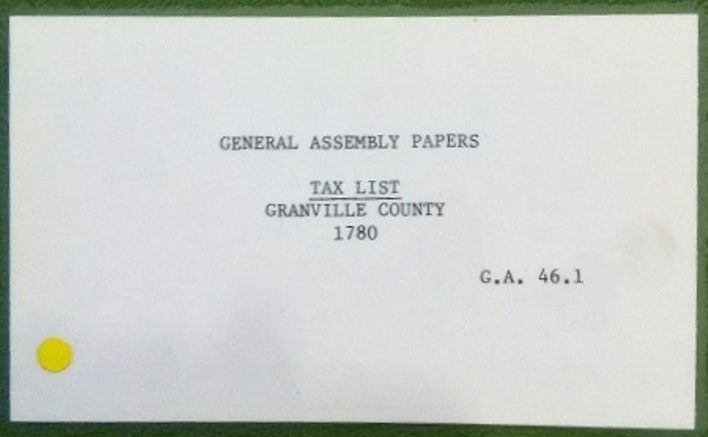 GENERAL ASSEMBLY PAPERS
TAX LIST
GRANVILLE COUNTY
1780
G.A. 46.1